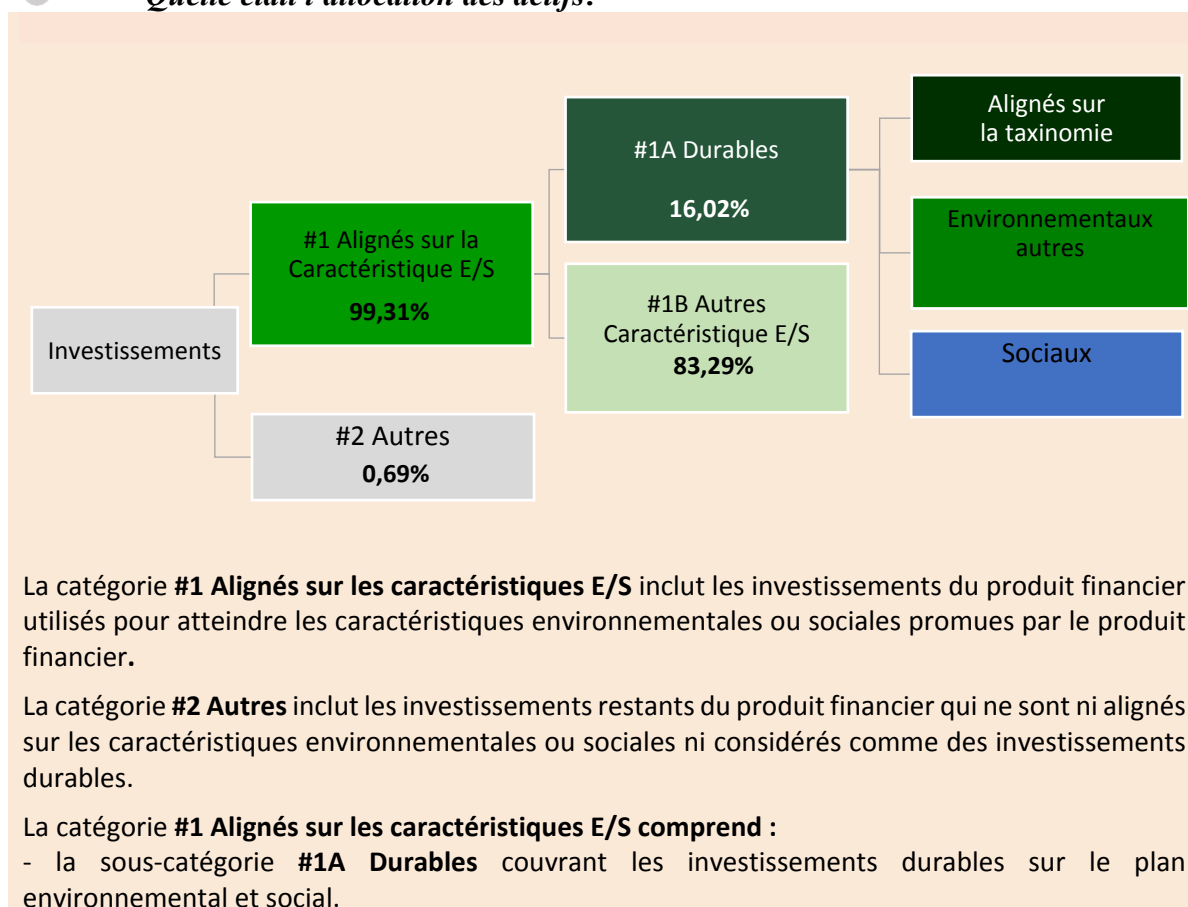 Quelle était l'allocation des actifs?
Alignés sur
la taxinomie
#1A Durables
16,02%
Environnementaux
autres
#1 Alignés sur la
Caractéristique E/S
99,31%
#1B Autres
Caractéristique E/S
83,29%
Investissements
Sociaux
#2 Autres
0,69%
La catégorie #1 Alignés sur les caractéristiques E/S inclut les investissements du produit financier
utilisés pour atteindre les caractéristiques environnementales ou sociales promues par le produit
financier.
La catégorie #2 Autres inclut les investissements restants du produit financier qui ne sont ni alignés
sur les caractéristiques environnementales ou sociales ni considérés comme des investissements
durables.
La catégorie #1 Alignés sur les caractéristiques E/S comprend :
- la sous-catégorie #1A Durables couvrant les investissements durables sur le plan
environnemental et social.